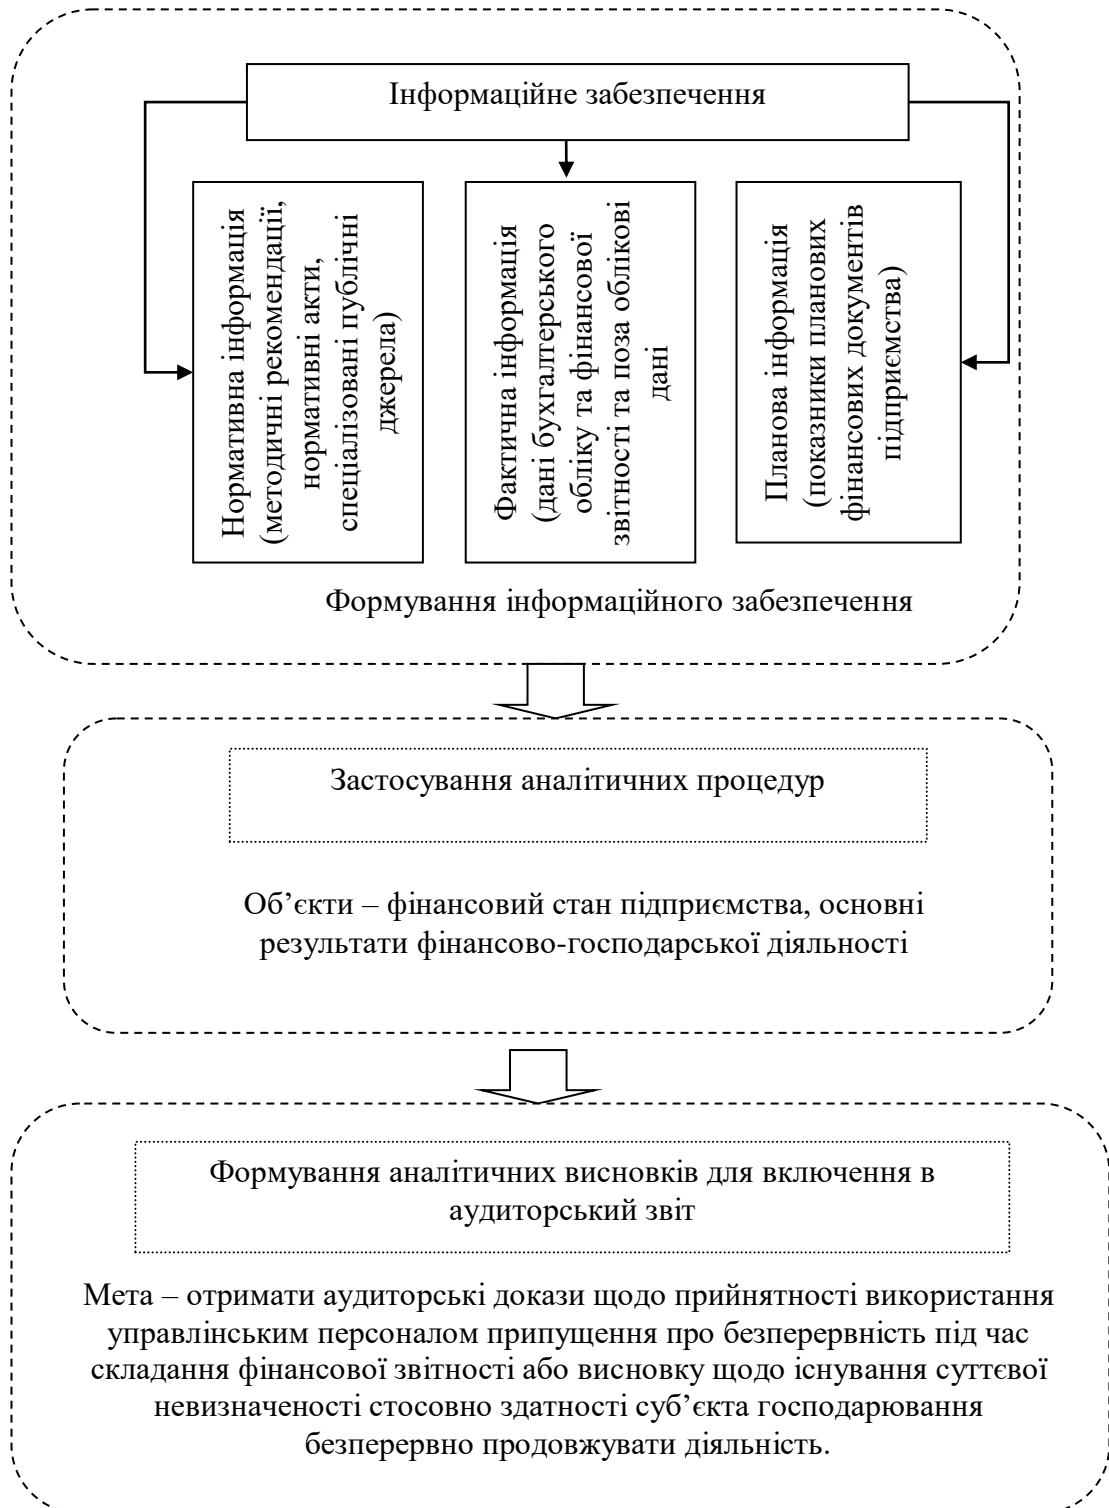 Інформаційне забезпечення
Нормативна інформація
(методичні рекомендації,
нормативні акти,
спеціалізовані публічні
джерела)
Фактична інформація
(дані бухгалтерського
обліку та фінансової
звітності та поза облікові
дані
Планова інформація
(показники планових
фінансових документів
підприємства)
Формування інформаційного забезпечення
Застосування аналітичних процедур
Об’єкти – фінансовий стан підприємства, основні
результати фінансово-господарської діяльності
Формування аналітичних висновків для включення в
аудиторський звіт
Мета – отримати аудиторські докази щодо прийнятності використання
управлінським персоналом припущення про безперервність під час
складання фінансової звітності або висновку щодо існування суттєвої
невизначеності стосовно здатності суб’єкта господарювання
безперервно продовжувати діяльність.